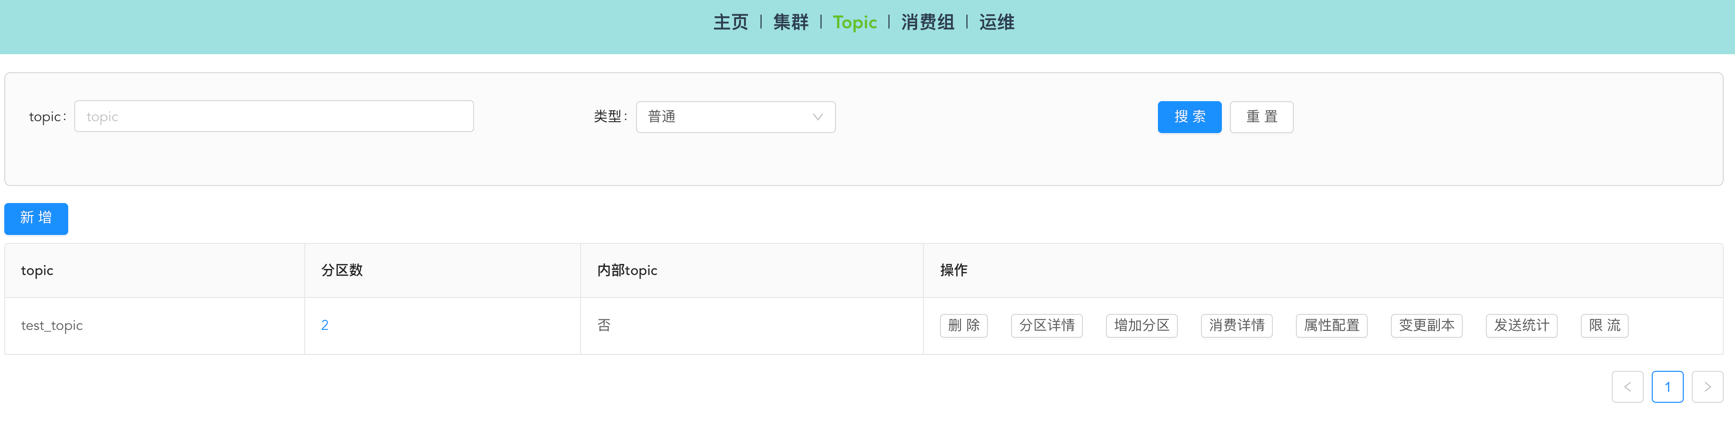 主页 | 集群 | Topic | 消费组 | 运维
topic: topic 类型: 普通 搜 索 重 置
新 增
topic 分区数 内部topic 操作
test_topic 2 否 删 除 分区详情 增加分区 消费详情 属性配置 变更副本 发送统计 限 流
< 1 >